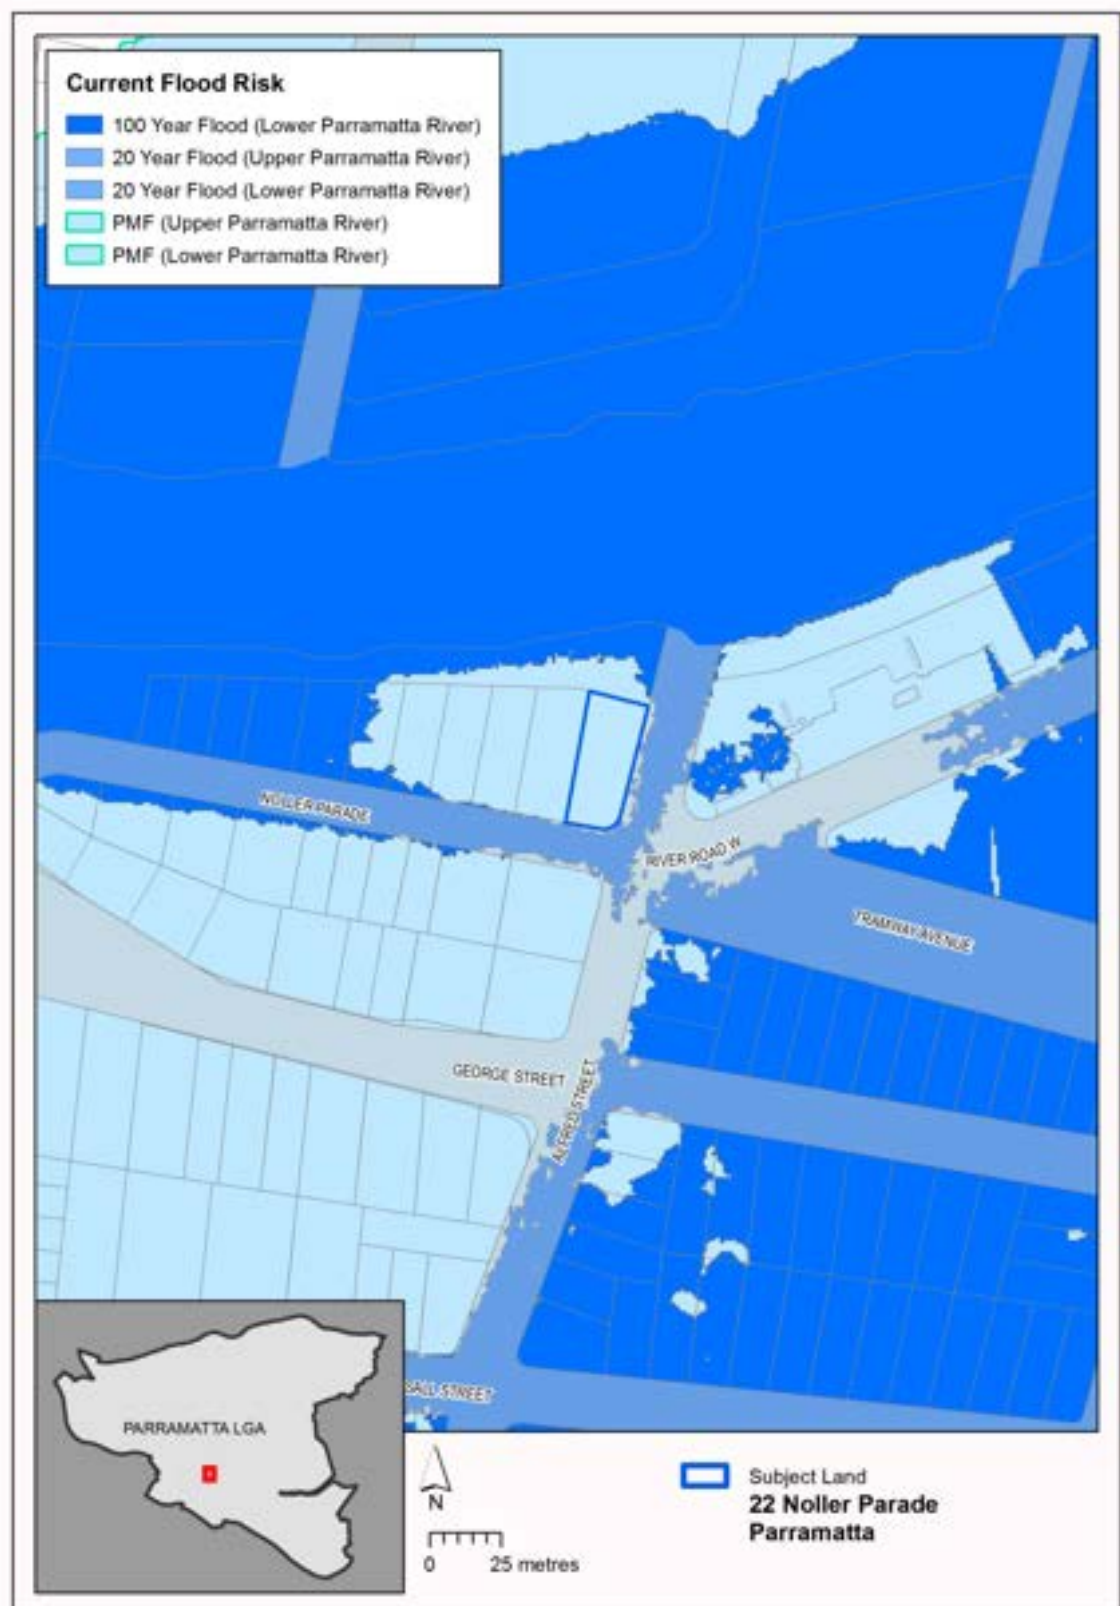 Current Flood Risk
100 Year Flood (Lower Parramatta River)
20 Year Flood (Upper Parramatta River)
20 Year Flood (Lower Parramatta River)
PMF (Upper Parramatta River)
PMF (Lower Parramatta River)
NOLLER PARADE
RIVER ROAD W
TRAMWAY AVENUE
GEORGE STREET
ALFRED STREET
STREET
PARRAMATTA LGA
N
0 25 metres
Subject Land
22 Noller Parade
Parramatta